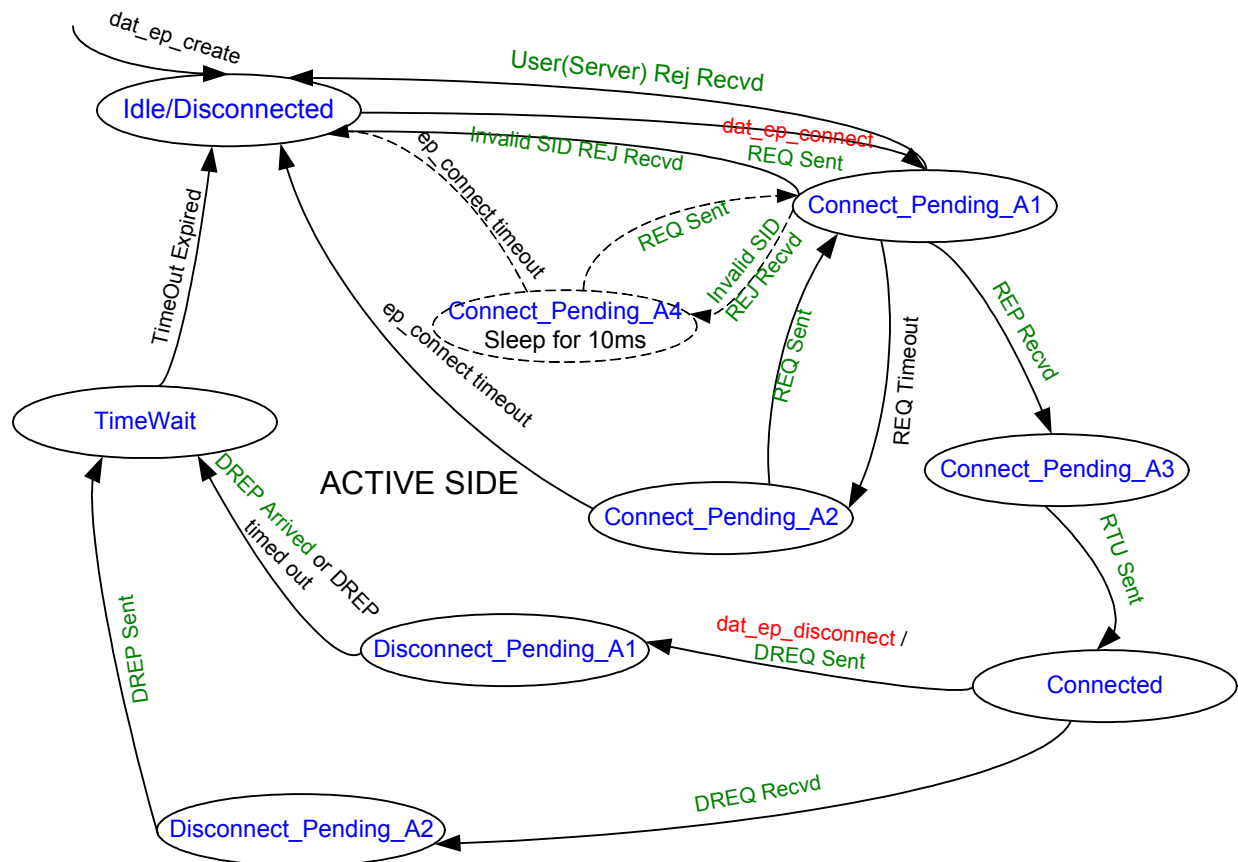 dat_ep_create
User(Server) Rej Recvd
Idle/Disconnected
dat_ep_connect
REQ Sent
Invalid SID REJ Recvd
ep_connect timeout
REQ Sent
Connect_Pending_A1
Invalid SID
REJ Recvd
Connect_Pending_A4
Sleep for 10ms
TimeOut Expired
ep_connect timeout
REQ Sent
REQ Timeout
REP Recvd
TimeWait
Connect_Pending_A3
ACTIVE SIDE
Connect_Pending_A2
DREP Arrived or DREP
timed out
RTU Sent
DREP Sent
Disconnect_Pending_A1
dat_ep_disconnect /
DREQ Sent
Connected
DREQ Recvd
Disconnect_Pending_A2